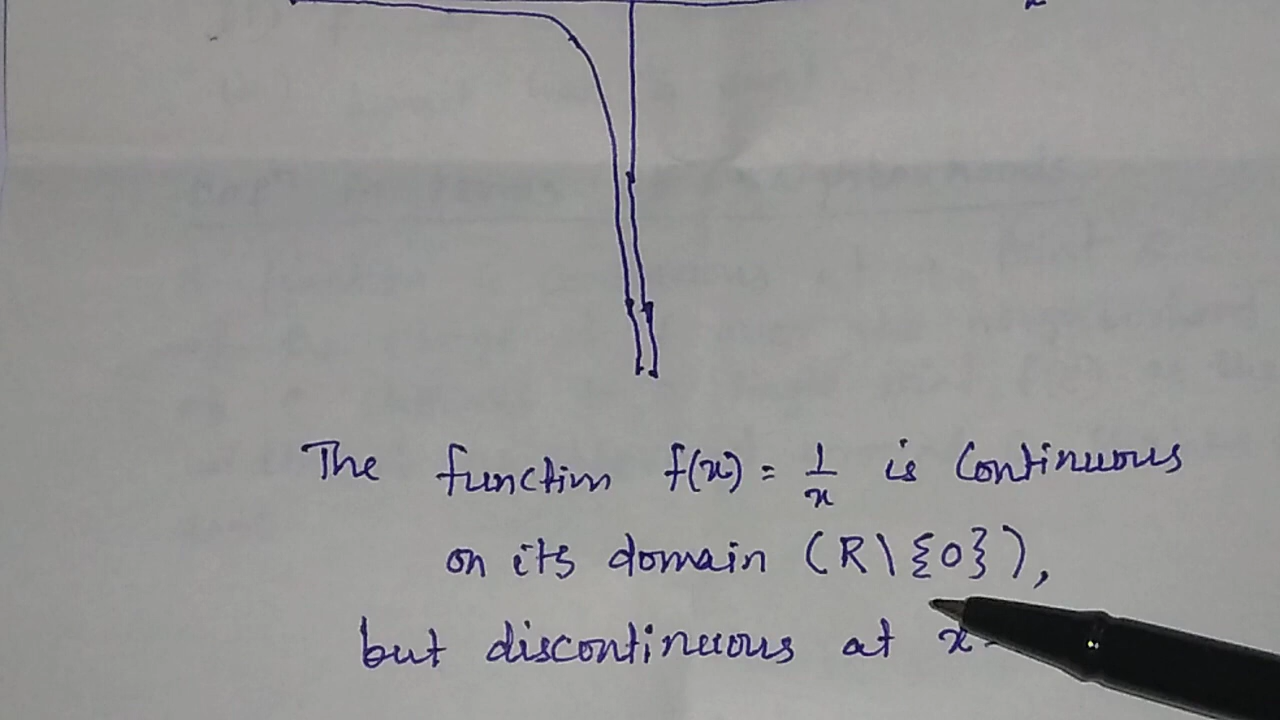 x
The function f(x) = 1/x is continuous
on its domain (R\{0}),
but discontinuous at x